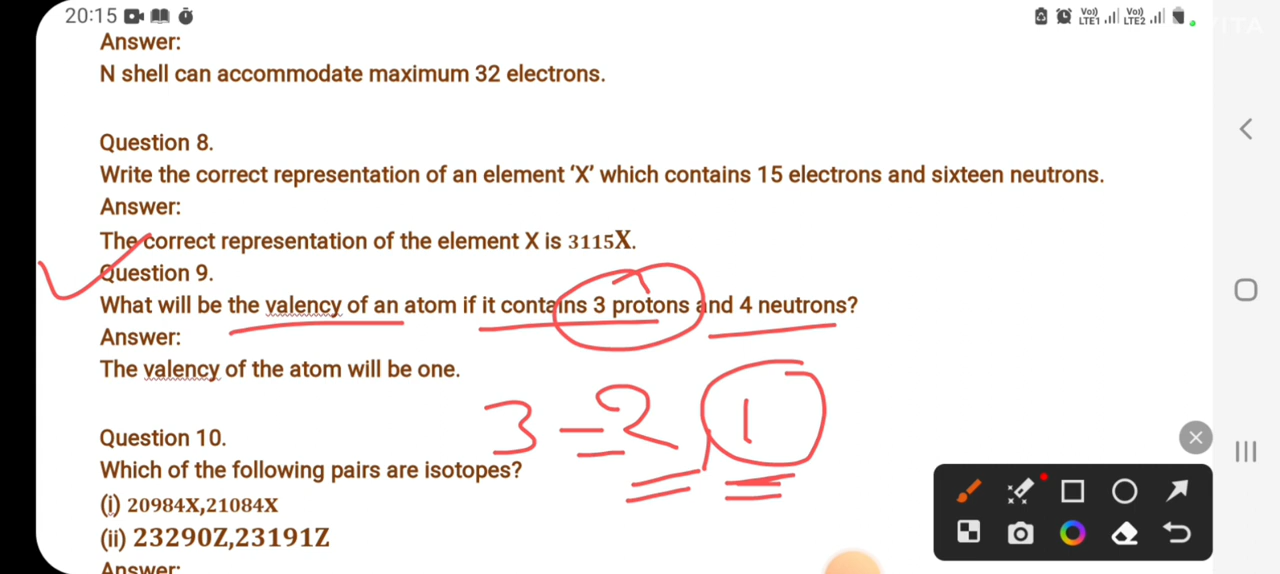 20:15
Vo)) LTE1 Vo)) LTE2
Answer:
N shell can accommodate maximum 32 electrons.
Question 8.
Write the correct representation of an element ‘X’ which contains 15 electrons and sixteen neutrons.
Answer:
The correct representation of the element X is 3115X.
Question 9.
What will be the valency of an atom if it contains 3 protons and 4 neutrons?
Answer:
The valency of the atom will be one.
3 – 2, 1
Question 10.
Which of the following pairs are isotopes?
(i) 20984X,21084X
(ii) 23290Z,23191Z
Answer: